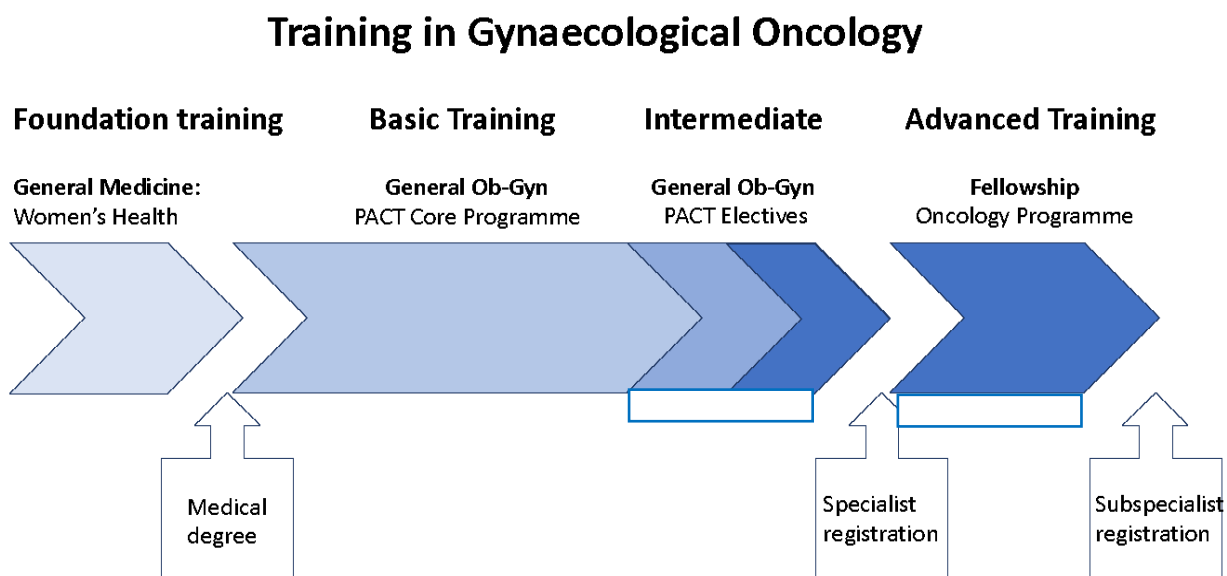 Training in Gynaecological Oncology
Foundation training
Basic Training
Intermediate
Advanced Training
General Medicine:
Women's Health
General Ob-Gyn
PACT Core Programme
General Ob-Gyn
PACT Electives
Fellowship
Oncology Programme
Medical
degree
Specialist
registration
Subspecialist
registration